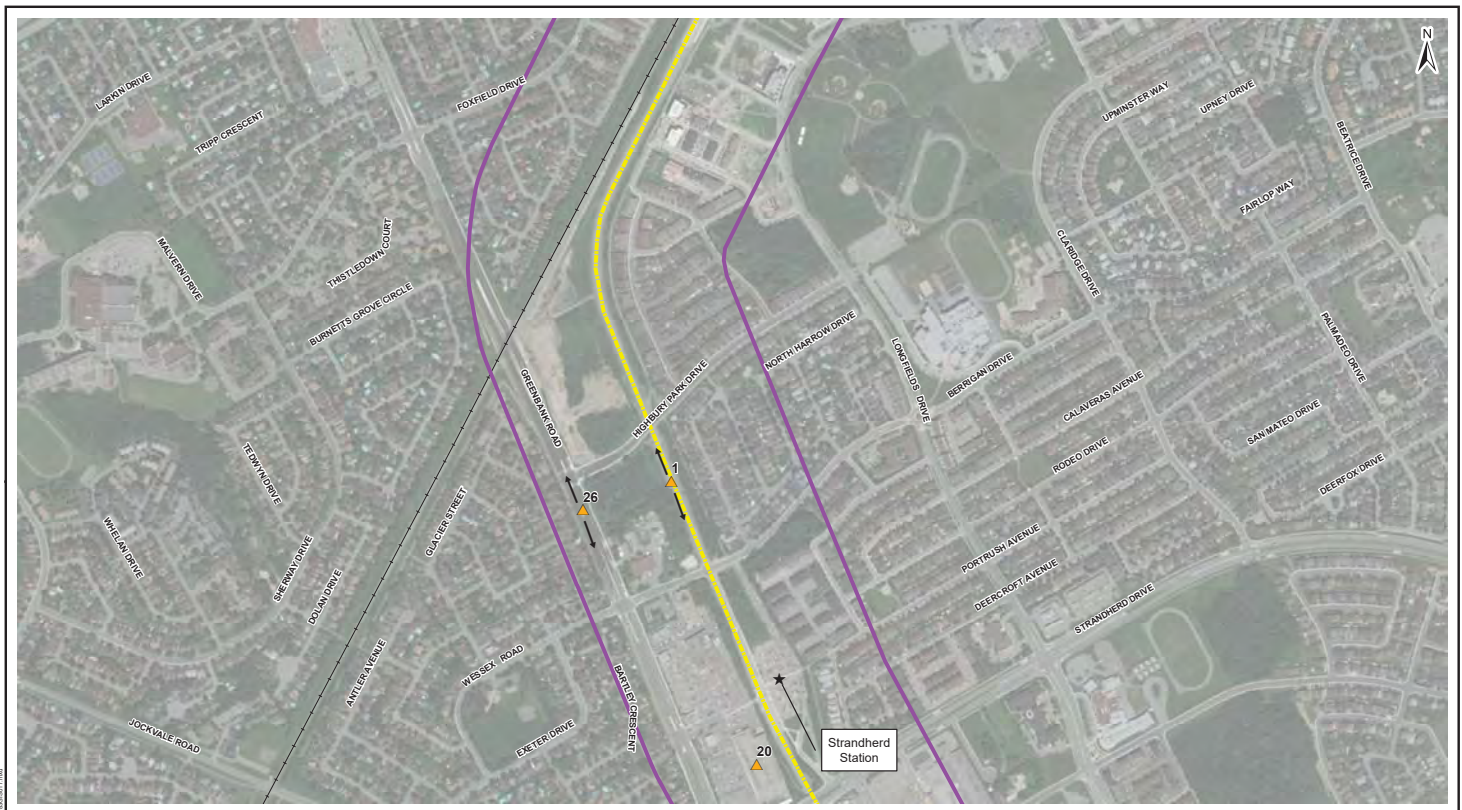 N
LARKIN DRIVE
TRIPP CRESCENT
FOXFIELD DRIVE
UPMINSTER WAY
UPNEY DRIVE
BEATRICE DRIVE
FAIRLOP WAY
MALVERN DRIVE
THISTLEDOWN COURT
CLARIDGE DRIVE
BURNETTS GROVE CIRCLE
NORTH HARROW DRIVE
PALMADEO DRIVE
GREENBANK ROAD
HIGHBURY PARK DRIVE
LONGFIELDS DRIVE
BERRIGAN DRIVE
CALAVERAS AVENUE
SAN MATEO DRIVE
RODEO DRIVE
DEERFOX DRIVE
TEDWYN DRIVE
1
26
GLACIER STREET
WHELAN DRIVE
SHERWAY DRIVE
DOLAN DRIVE
PORTRUSH AVENUE
DEERCROFT AVENUE
STRANDHERD DRIVE
ANTLER AVENUE
WESSEX ROAD
BARTLEY CRESCENT
JOCKVALE ROAD
EXETER DRIVE
20
Strandherd
Station